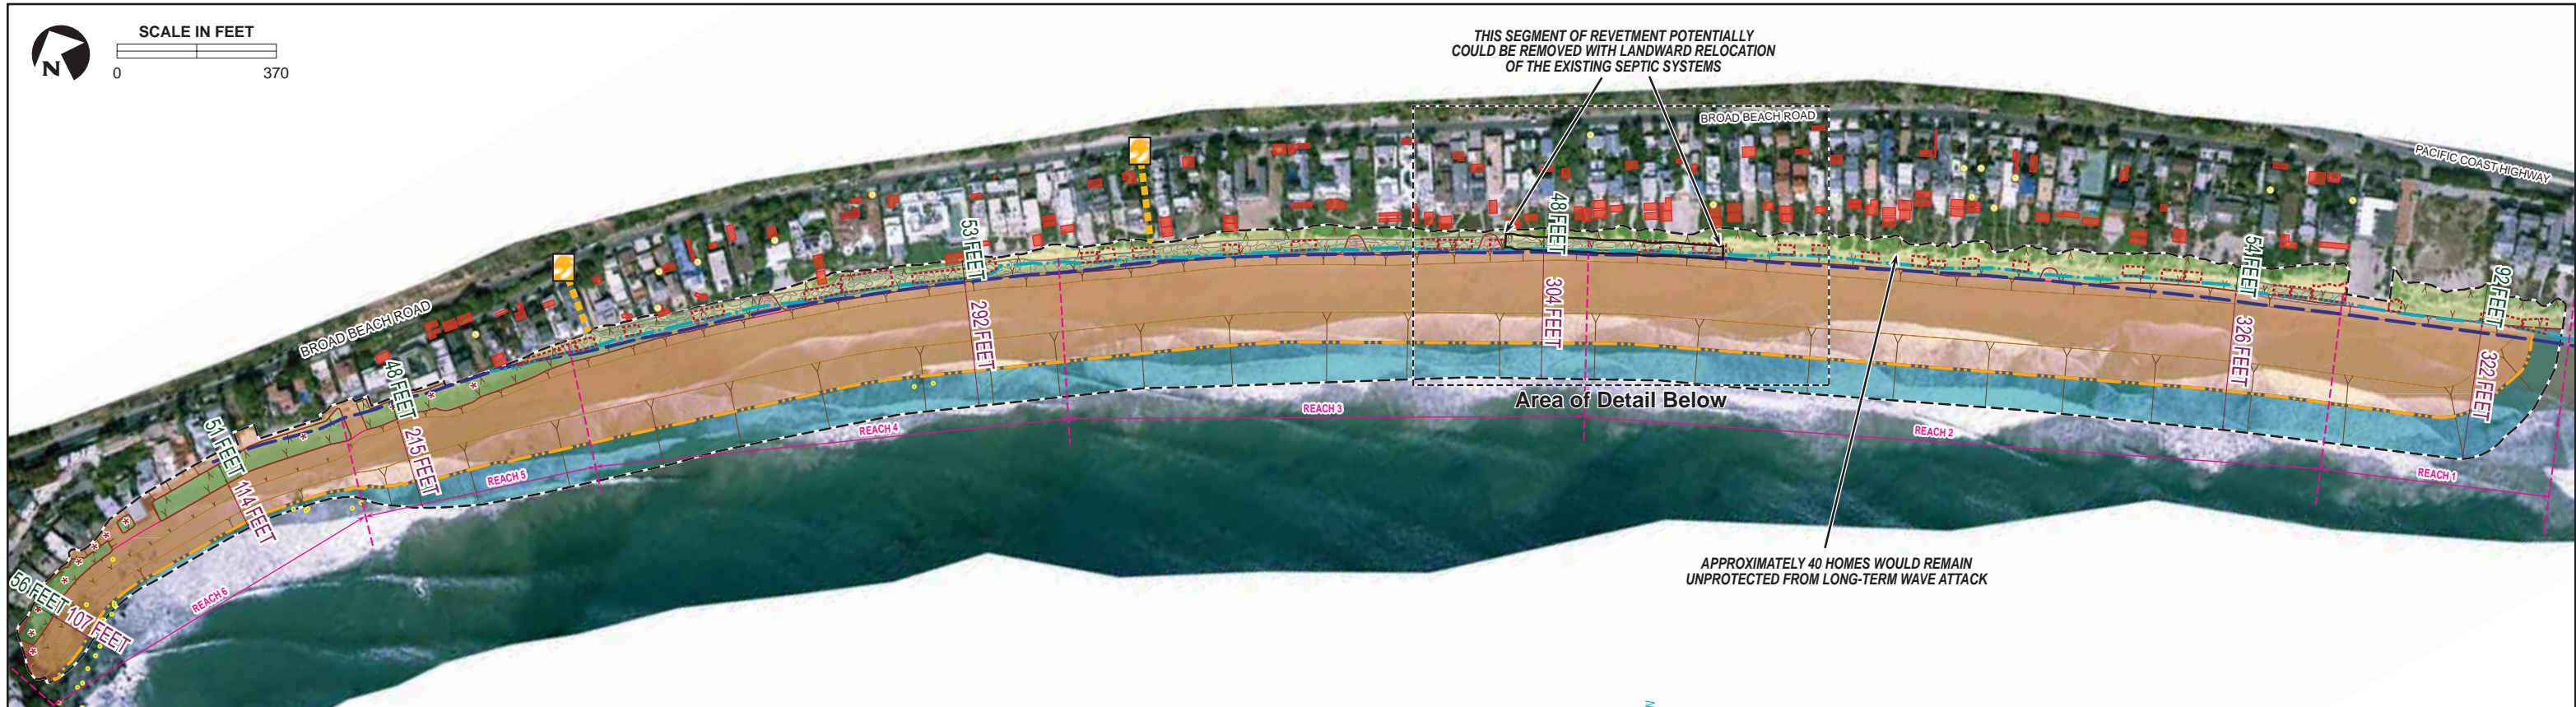 SCALE IN FEET
0
370
N
THIS SEGMENT OF REVETMENT POTENTIALLY
COULD BE REMOVED WITH LANDWARD RELOCATION
OF THE EXISTING SEPTIC SYSTEMS
BROAD BEACH ROAD
PACIFIC COAST HIGHWAY
BROAD BEACH ROAD
48 FEET
53 FEET
54 FEET
92 FEET
304 FEET
292 FEET
326 FEET
322 FEET
48 FEET
215 FEET
51 FEET
114 FEET
56 FEET
107 FEET
Area of Detail Below
REACH 3
REACH 4
REACH 2
REACH 5
REACH 1
REACH 6
APPROXIMATELY 40 HOMES WOULD REMAIN
UNPROTECTED FROM LONG-TERM WAVE ATTACK
N